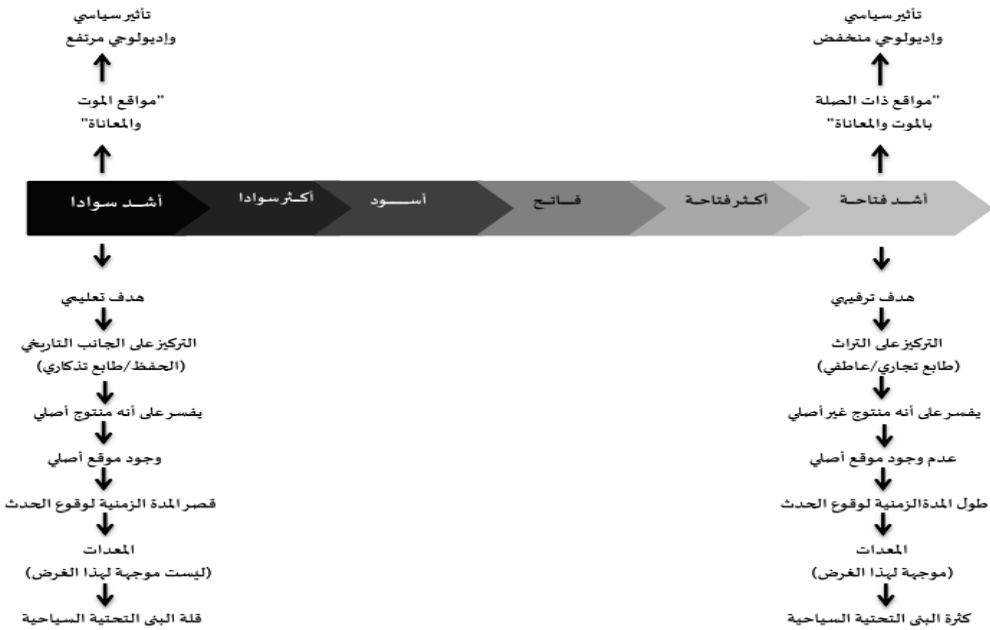 تأثير سياسي
وإديولوجي منخفض
تأثير سياسي
وإديولوجي مرتفع
"مواقع ذات الصلة
بالموت والمعاناة"
"مواقع الموت
والمعاناة"
أشد سوادا
أكثر سوادا
أسود
فاتح
أكثر فتاحة
أشد فتاحة
هدف ترفيهي
التركيز على التراث
(طابع تجاري/عاطفي)
يفسر على أنه منتوج غير أصلي
عدم وجود موقع أصلي
طول المدة الزمنية لوقوع الحدث
المعدات
(موجهة لهذا الغرض)
كثرة البنى التحتية السياحية
هدف تعليمي
التركيز على الجانب التاريخي
(الحفظ/طابع تذكاري)
يفسر على أنه منتوج أصلي
وجود موقع أصلي
قصر المدة الزمنية لوقوع الحدث
المعدات
(ليست موجهة لهذا الغرض)
قلة البنى التحتية السياحية